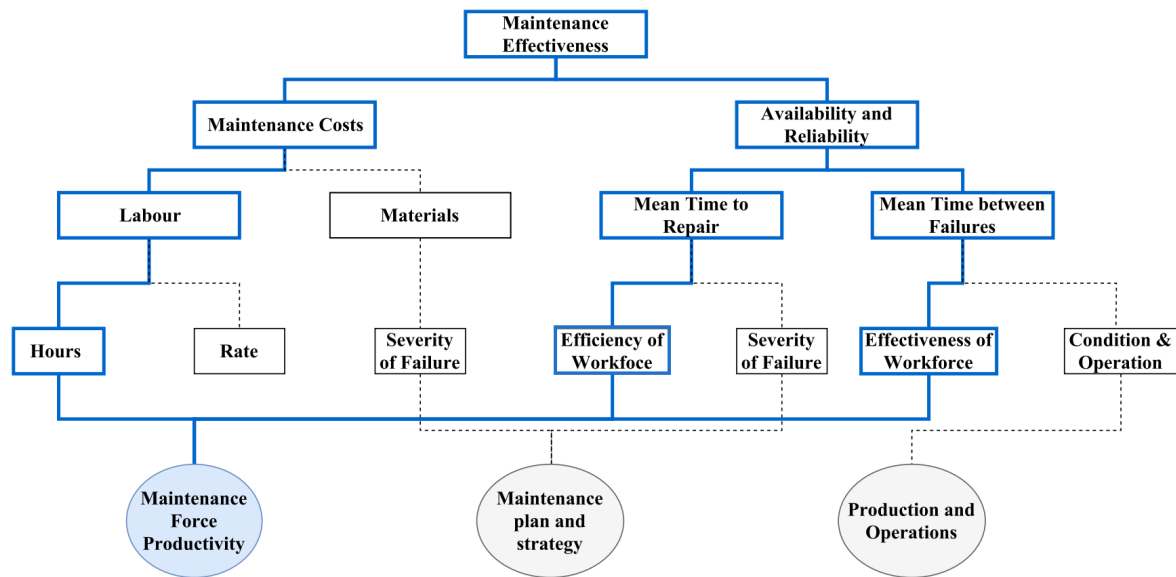 Maintenance
Effectiveness
Maintenance Costs
Availability and
Reliability
Labour
Materials
Mean Time to
Repair
Mean Time between
Failures
Hours
Rate
Severity
of Failure
Efficiency of
Workfoce
Severity
of Failure
Effectiveness of
Workforce
Condition &
Operation
Maintenance
Force
Productivity
Maintenance
plan and
strategy
Production and
Operations